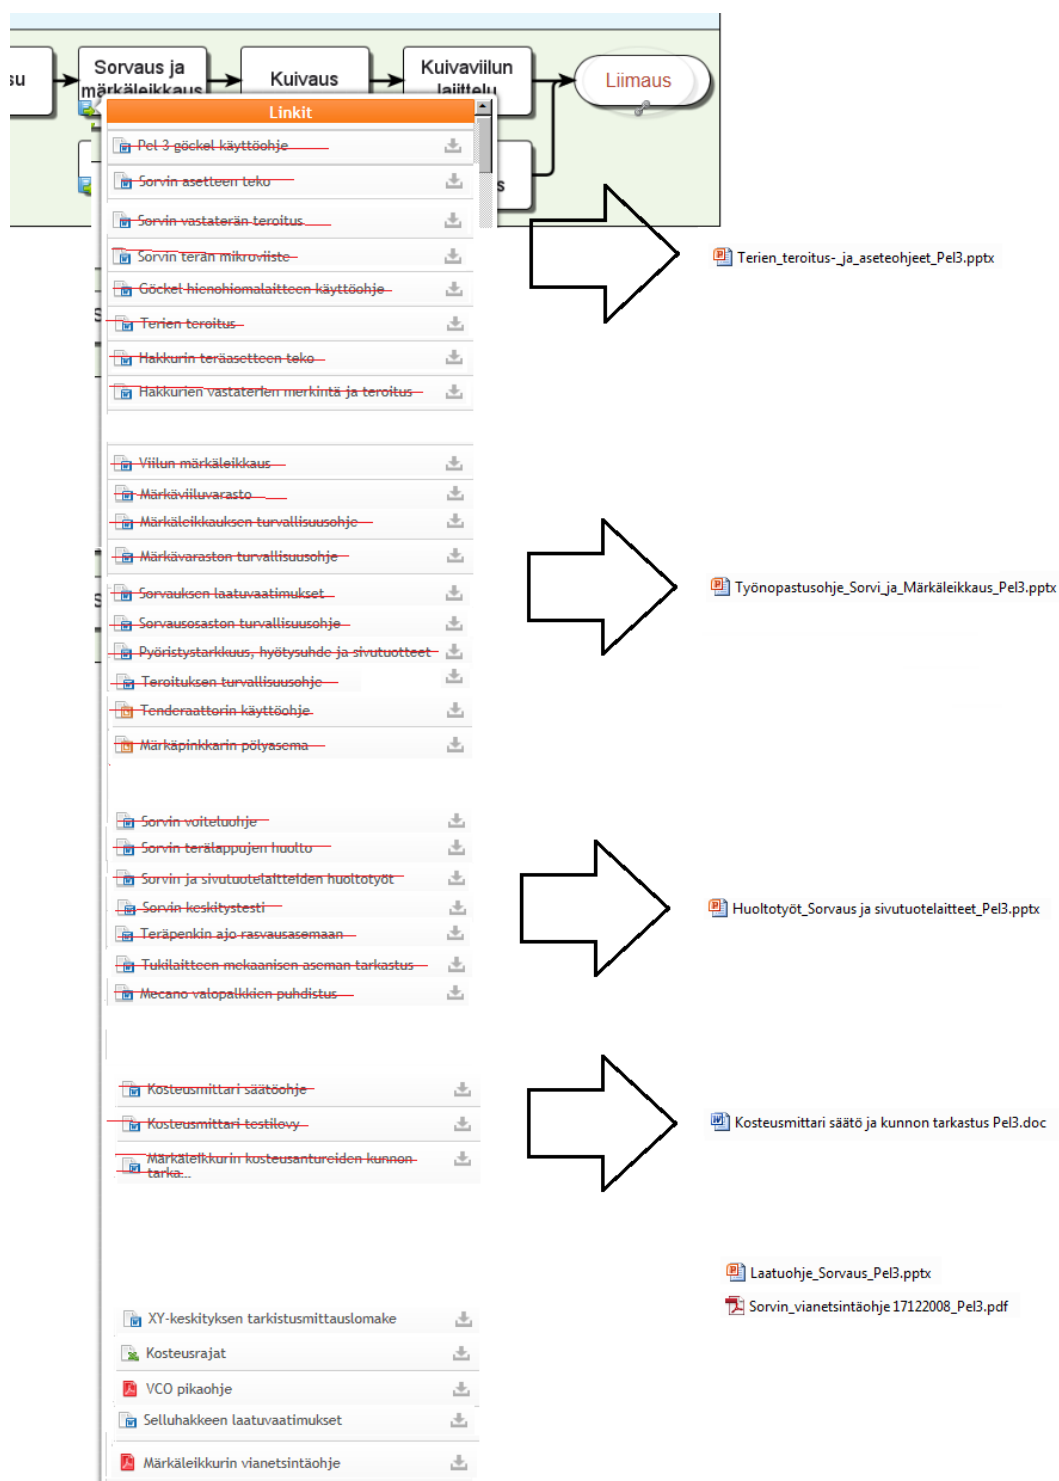 su
Sorvaus ja
märkäleikkaus
Kuivaus
Kuivaviilun
lajittelu
Liimaus
Linkit
Pel 3 göckel käyttöohje
Sorvin asetteen teko
s
Sorvin vastaterän teroitus
Sorvin terän mikroviiste
Terien_teroitus-_ja_aseteohjeet_Pel3.pptx
Göckel hienohiomalaitteen käyttöohje
S
Terien teroitus
Hakkurin teräasetteen teko
Hakkurien vastaterien merkintä ja teroitus
Viilun märkäleikkaus
Märkäviiluvarasto
Märkäleikkauksen turvallisuusohje
Märkävaraston turvallisuusohje
Työnopastusohje_Sorvi_ja_Märkäleikkaus_Pel3.pptx
S
Sorvauksen laatuvaatimukset
Sorvausosaston turvallisuusohje
Pyöristystarkkuus, hyötysuhde ja sivutuotteet
Teroituksen turvallisuusohje
Tenderaattorin käyttöohje
Märkäpinkkarin pölyasema
Sorvin voiteluohje
Sorvin terälappujen huolto
Sorvin ja sivutuotelaitteiden huoltotyöt
Sorvin keskitystesti
Huoltotyöt_Sorvaus ja sivutuotelaitteet_Pel3.pptx
Teräpenkin ajo rasvausasemaan
Tukilaitteen mekaanisen aseman tarkastus
Mecano valopalkkien puhdistus
Kosteusmittari säätöohje
Kosteusmittari testilevy
Kosteusmittari säätö ja kunnon tarkastus Pel3.doc
Märkäleikkurin kosteusantureiden kunnon
tarka...
Laatuohje_Sorvaus_Pel3.pptx
Sorvin_vianetsintäohje 17122008_Pel3.pdf
XY-keskityksen tarkistusmittauslomake
Kosteusrajat
VCO pikaohje
Selluhakkeen laatuvaatimukset
Märkäleikkurin vianetsintäohje